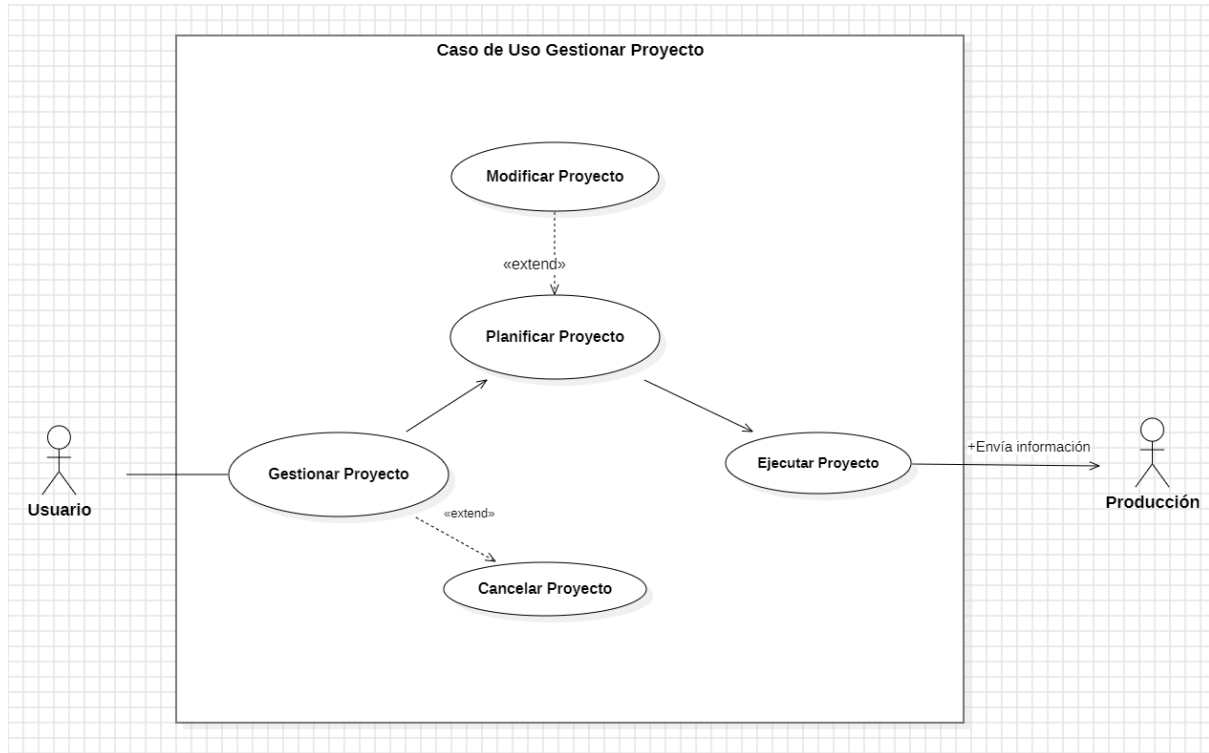 Caso de Uso Gestionar Proyecto
Modificar Proyecto
«extend»
Planificar Proyecto
Usuario
Gestionar Proyecto
Ejecutar Proyecto
+Envía información
Producción
«extend»
Cancelar Proyecto